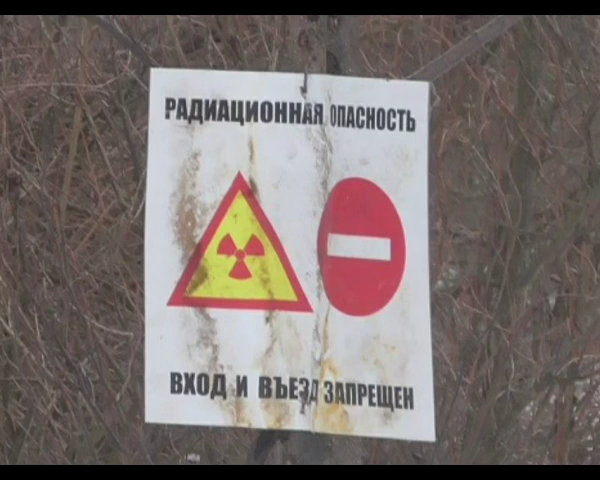 РАДИАЦИОННАЯ ОПАСНОСТЬ
ВХОД И ВЪЕЗД ЗАПРЕЩЕН